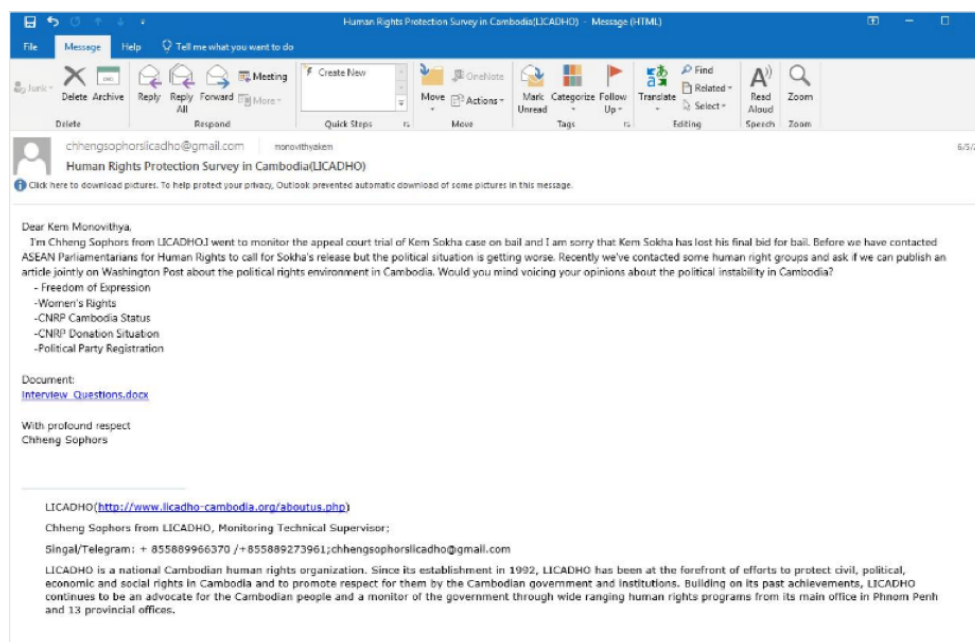 Human Rights Protection Survey in Cambodia(LICADHO) - Message (HTML)
File Message Help Tell me what you want to do
Junk
Delete Archive
Reply Reply All Forward
Meeting
More
Create New
Move
OneNote
Actions
Mark Unread
Categorize
Follow Up
Translate
Find
Related
Select
Read Aloud
Zoom
Delete Respond Quick Steps Move Tags Editing Speech Zoom
chhengsophorslicadho@gmail.com monovithyakem
Human Rights Protection Survey in Cambodia(LICADHO)
Click here to download pictures. To help protect your privacy, Outlook prevented automatic download of some pictures in this message.
Dear Kem Monovithya,
I'm Chheng Sophors from LICADHO.I went to monitor the appeal court trial of Kem Sokha case on bail and I am sorry that Kem Sokha has lost his final bid for bail. Before we have contacted
ASEAN Parliamentarians for Human Rights to call for Sokha's release but the political situation is getting worse. Recently we've contacted some human right groups and ask if we can publish an
article jointly on Washington Post about the political rights environment in Cambodia. Would you mind voicing your opinions about the political instability in Cambodia?
- Freedom of Expression
-Women's Rights
-CNRP Cambodia Status
-CNRP Donation Situation
-Political Party Registration
Document:
Interview_Questions.docx
With profound respect
Chheng Sophors
LICADHO(http://www.licadho-cambodia.org/aboutus.php)
Chheng Sophors from LICADHO, Monitoring Technical Supervisor;
Singal/Telegram: + 855889966370 /+855889273961;chhengsophorslicadho@gmail.com
LICADHO is a national Cambodian human rights organization. Since its establishment in 1992, LICADHO has been at the forefront of efforts to protect civil, political,
economic and social rights in Cambodia and to promote respect for them by the Cambodian government and institutions. Building on its past achievements, LICADHO
continues to be an advocate for the Cambodian people and a monitor of the government through wide ranging human rights programs from its main office in Phnom Penh
and 13 provincial offices.